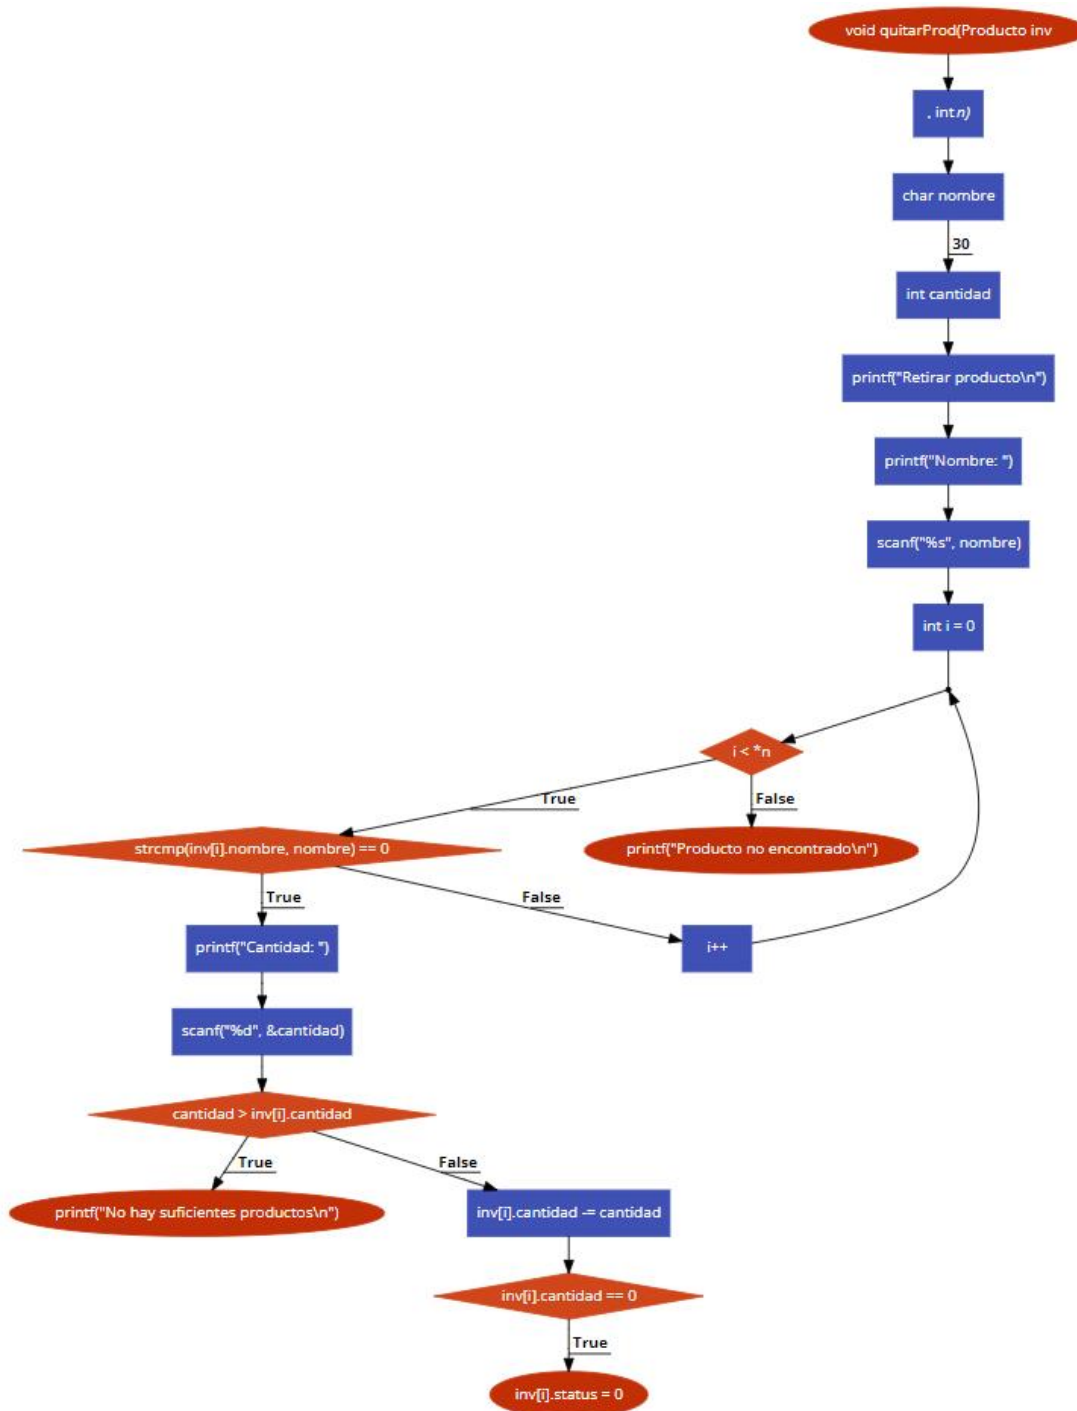 void quitarProd(Producto inv
, int n)
char nombre
30
int cantidad
printf("Retirar producto\n")
printf("Nombre: ")
scanf("%s", nombre)
int i = 0
i < *n
True
False
strcmp(inv[i].nombre, nombre) == 0
printf("Producto no encontrado\n")
True
False
printf("Cantidad: ")
i++
scanf("%d", &cantidad)
cantidad > inv[i].cantidad
True
False
printf("No hay suficientes productos\n")
inv[i].cantidad -= cantidad
inv[i].cantidad == 0
True
inv[i].status = 0